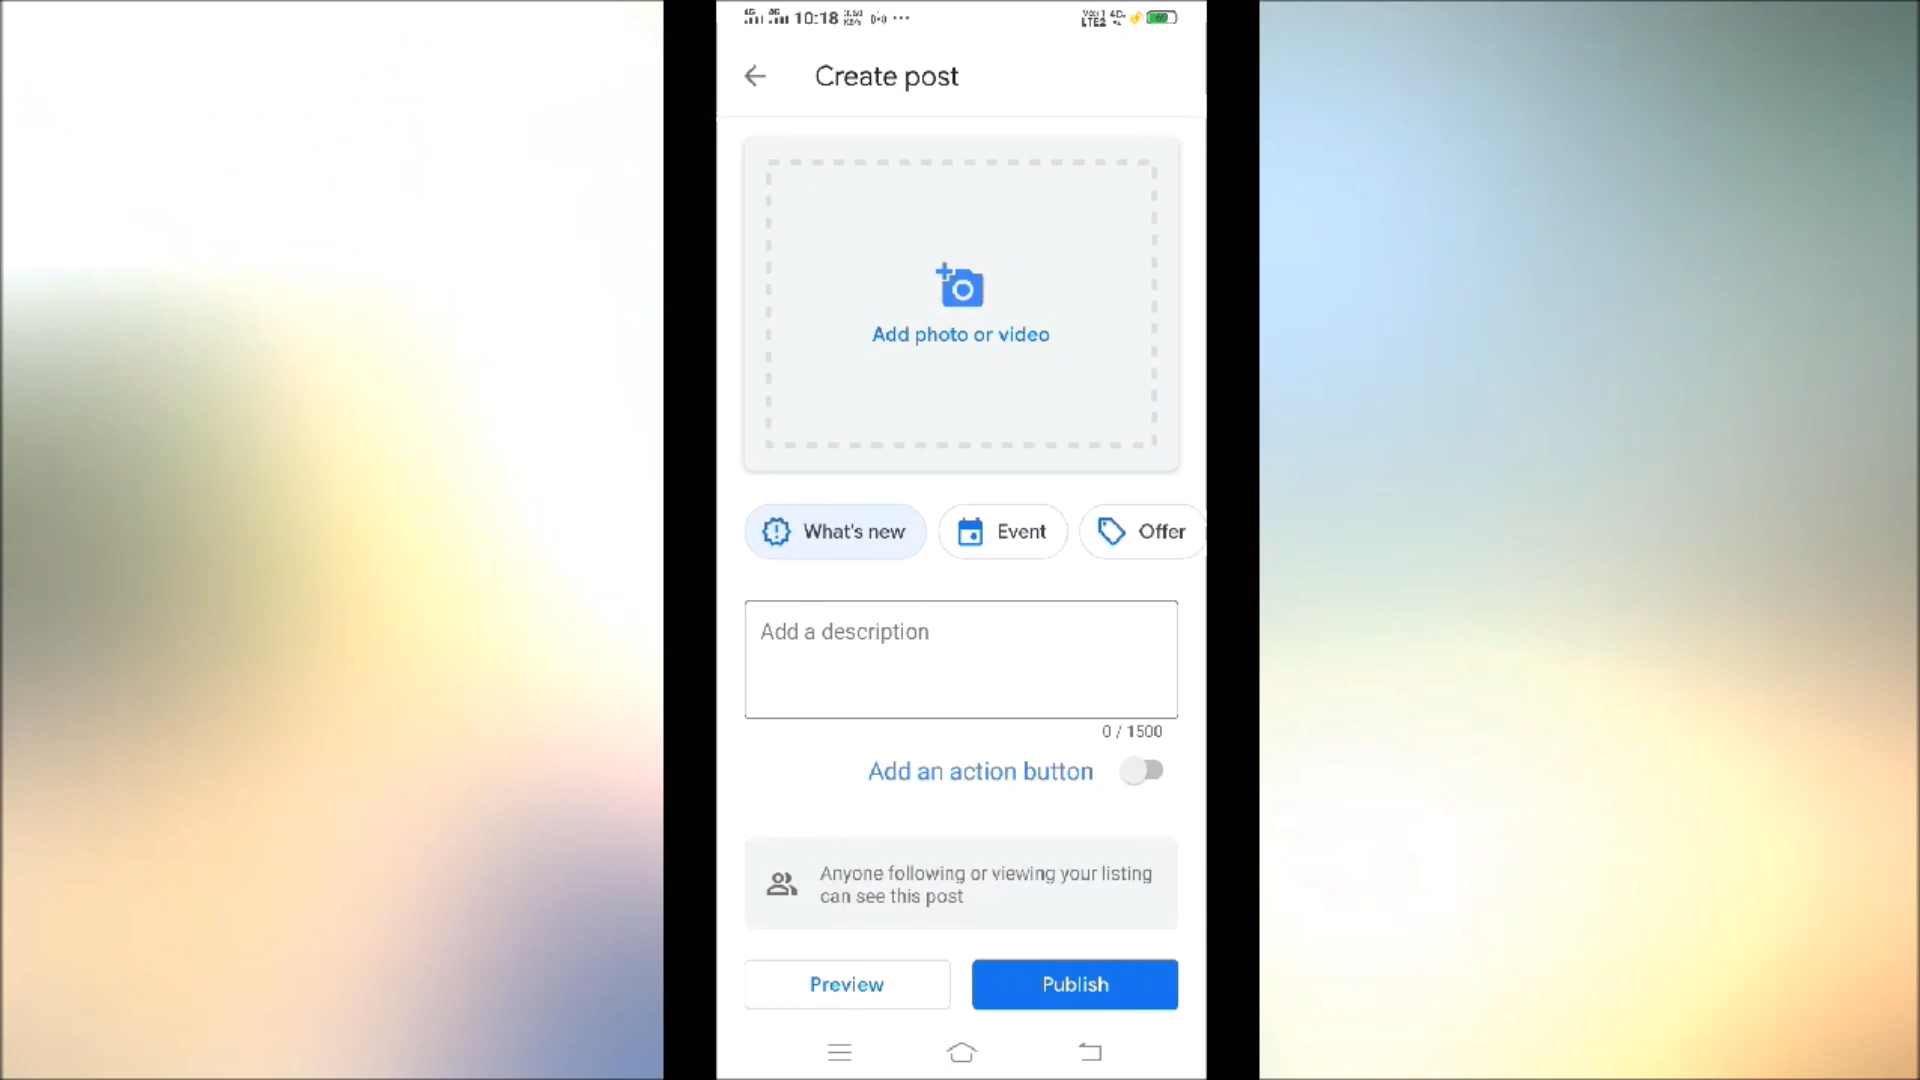 10:18
Create post
Add photo or video
What's new
Event
Offer
Add a description
0 / 1500
Add an action button
Anyone following or viewing your listing
can see this post
Preview
Publish